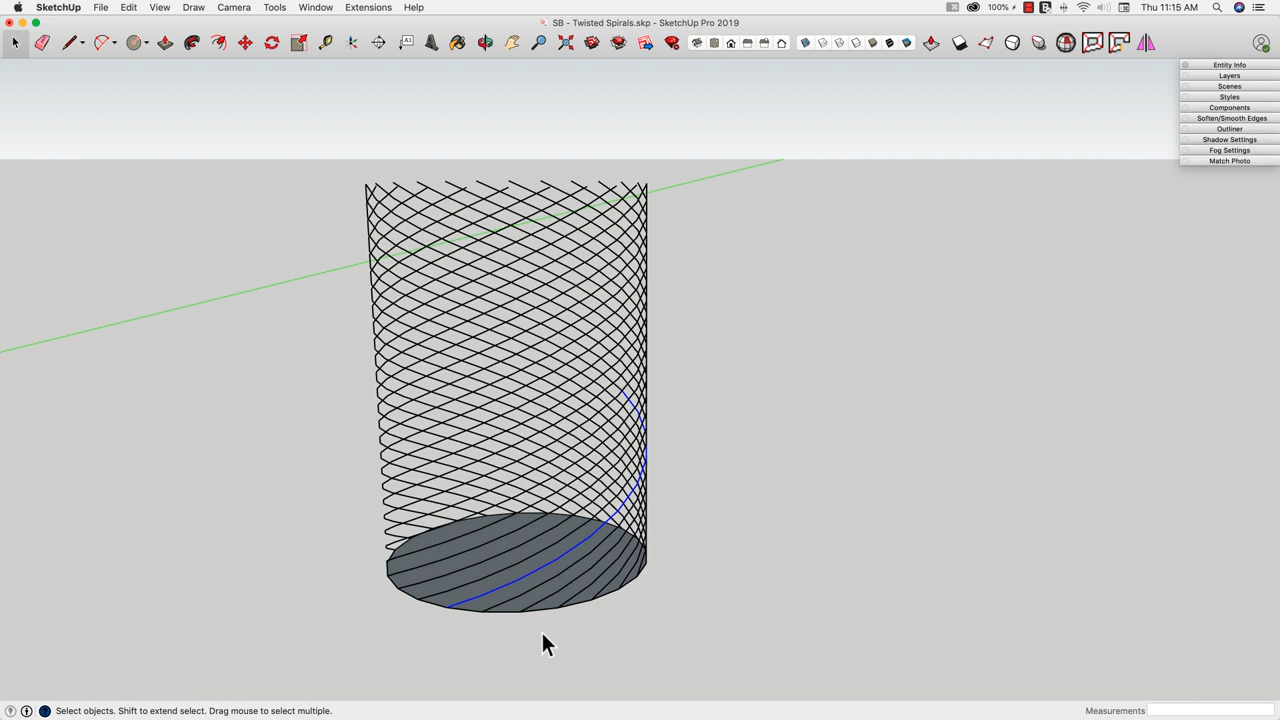 SketchUp File Edit View Draw Camera Tools Window Extensions Help 100% Thu 11:15 AM
SB - Twisted Spirals.skp - SketchUp Pro 2019
Entity Info
Layers
Scenes
Styles
Components
Soften/Smooth Edges
Outliner
Shadow Settings
Fog Settings
Match Photo
Select objects. Shift to extend select. Drag mouse to select multiple. Measurements